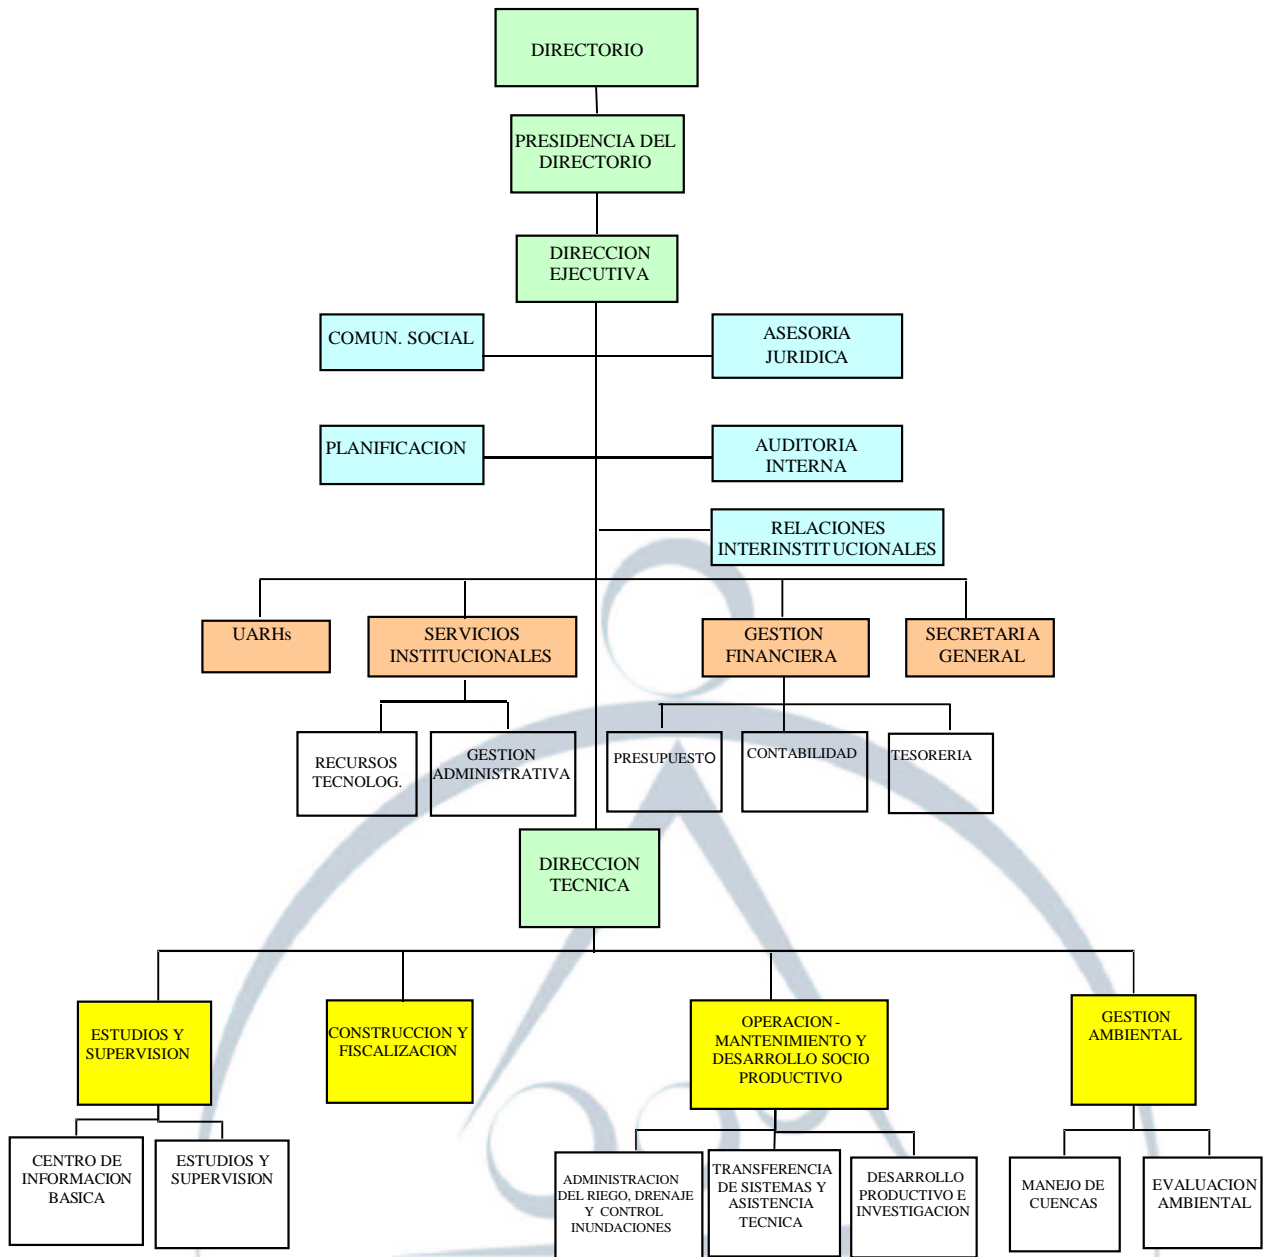 DIRECTORIO
PRESIDENCIA DEL
DIRECTORIO
DIRECCION
EJECUTIVA
COMUN. SOCIAL
ASESORIA
JURIDICA
PLANIFICACION
AUDITORIA
INTERNA
RELACIONES
INTERINSTITUCIONALES
UARHs
SERVICIOS
INSTITUCIONALES
GESTION
FINANCIERA
SECRETARIA
GENERAL
RECURSOS
TECNOLOG.
GESTION
ADMINISTRATIVA
PRESUPUESTO
CONTABILIDAD
TESORERIA
DIRECCION
TECNICA
ESTUDIOS Y
SUPERVISION
CONSTRUCCION Y
FISCALIZACION
OPERACION-
MANTENIMIENTO Y
DESARROLLO SOCIO
PRODUCTIVO
GESTION
AMBIENTAL
CENTRO DE
INFORMACION
BASICA
ESTUDIOS Y
SUPERVISION
ADMINISTRACION
DEL RIEGO, DRENAJE
Y CONTROL
INUNDACIONES
TRANSFERENCIA
DE SISTEMAS Y
ASISTENCIA
TECNICA
DESARROLLO
PRODUCTIVO E
INVESTIGACION
MANEJO DE
CUENCAS
EVALUACION
AMBIENTAL